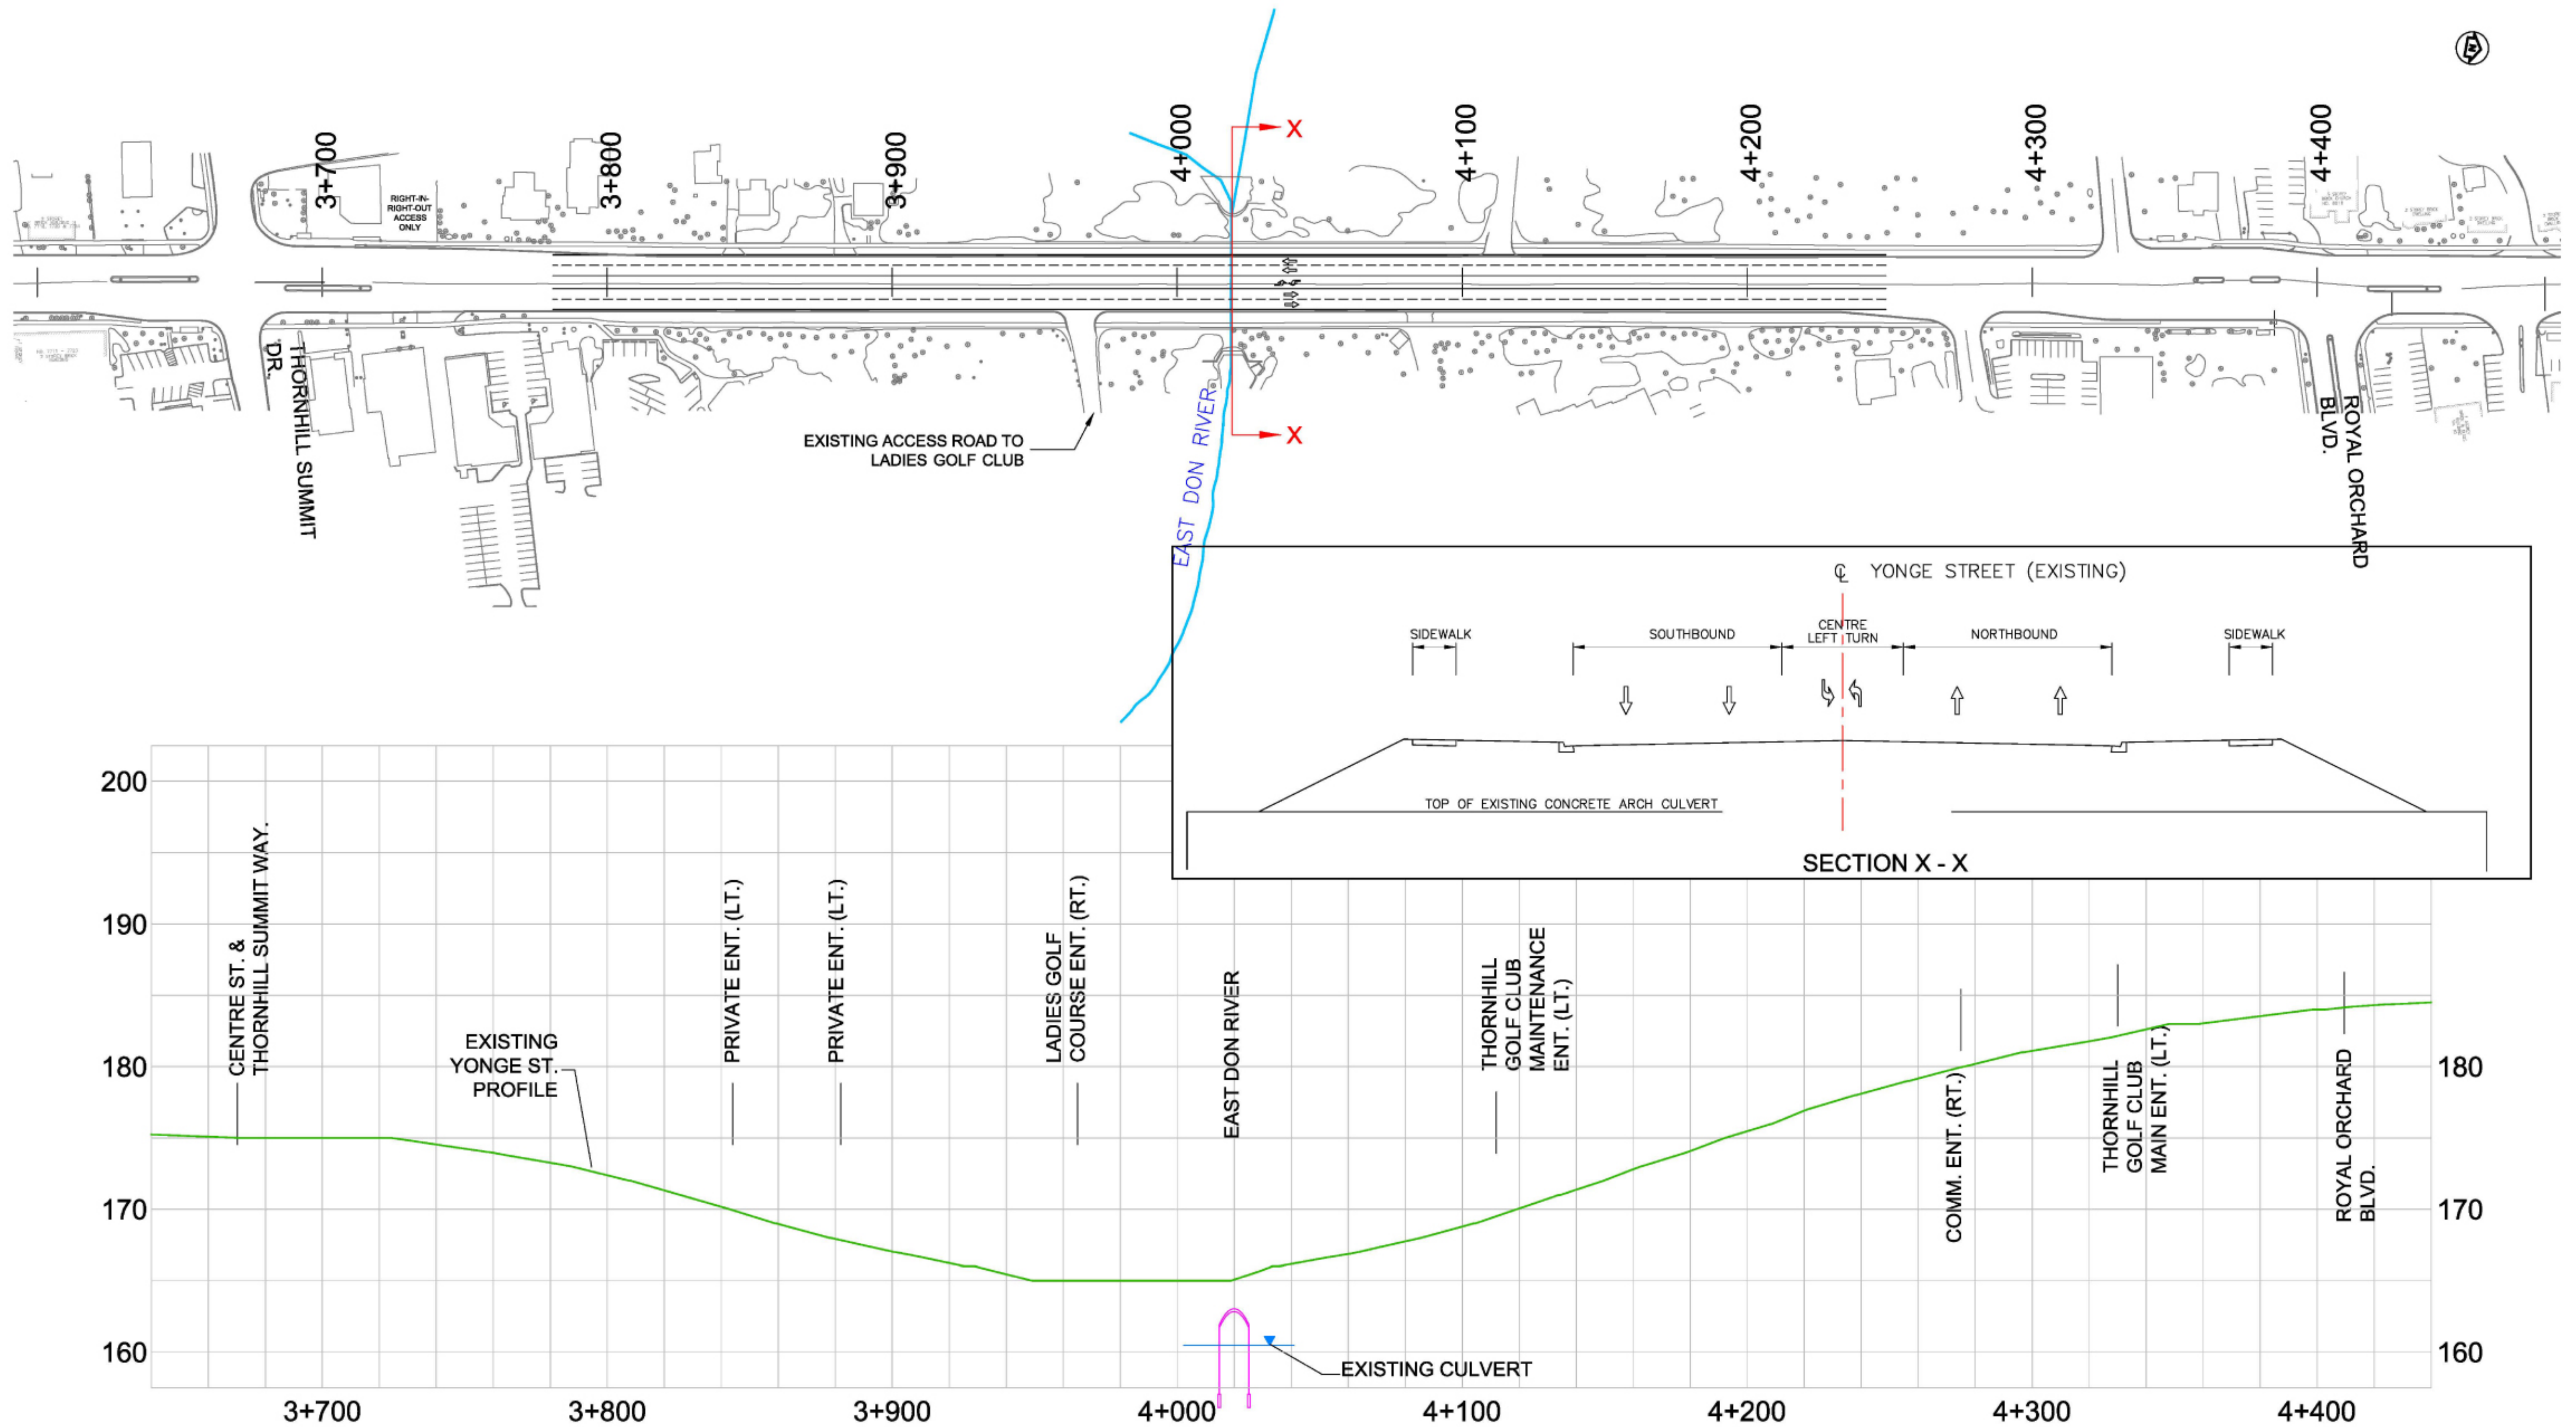 N
3+700
3+800
3+900
4+000
4+100
4+200
4+300
4+400
X
RIGHT-IN-
RIGHT-OUT
ACCESS
ONLY
THORNHILL SUMMIT
DR.
EXISTING ACCESS ROAD TO
LADIES GOLF CLUB
EAST DON RIVER
X
ROYAL ORCHARD
BLVD.
℄ YONGE STREET (EXISTING)
SIDEWALK
SOUTHBOUND
CENTRE
LEFT TURN
NORTHBOUND
SIDEWALK
TOP OF EXISTING CONCRETE ARCH CULVERT
SECTION X - X
200
190
180
170
160
CENTRE ST. &
THORNHILL SUMMIT WAY.
EXISTING
YONGE ST.
PROFILE
PRIVATE ENT. (LT.)
PRIVATE ENT. (LT.)
LADIES GOLF
COURSE ENT. (RT.)
EAST DON RIVER
THORNHILL
GOLF CLUB
MAINTENANCE
ENT. (LT.)
COMM. ENT. (RT.)
THORNHILL
GOLF CLUB
MAIN ENT. (LT.)
ROYAL ORCHARD
BLVD.
180
170
160
EXISTING CULVERT
3+700
3+800
3+900
4+000
4+100
4+200
4+300
4+400